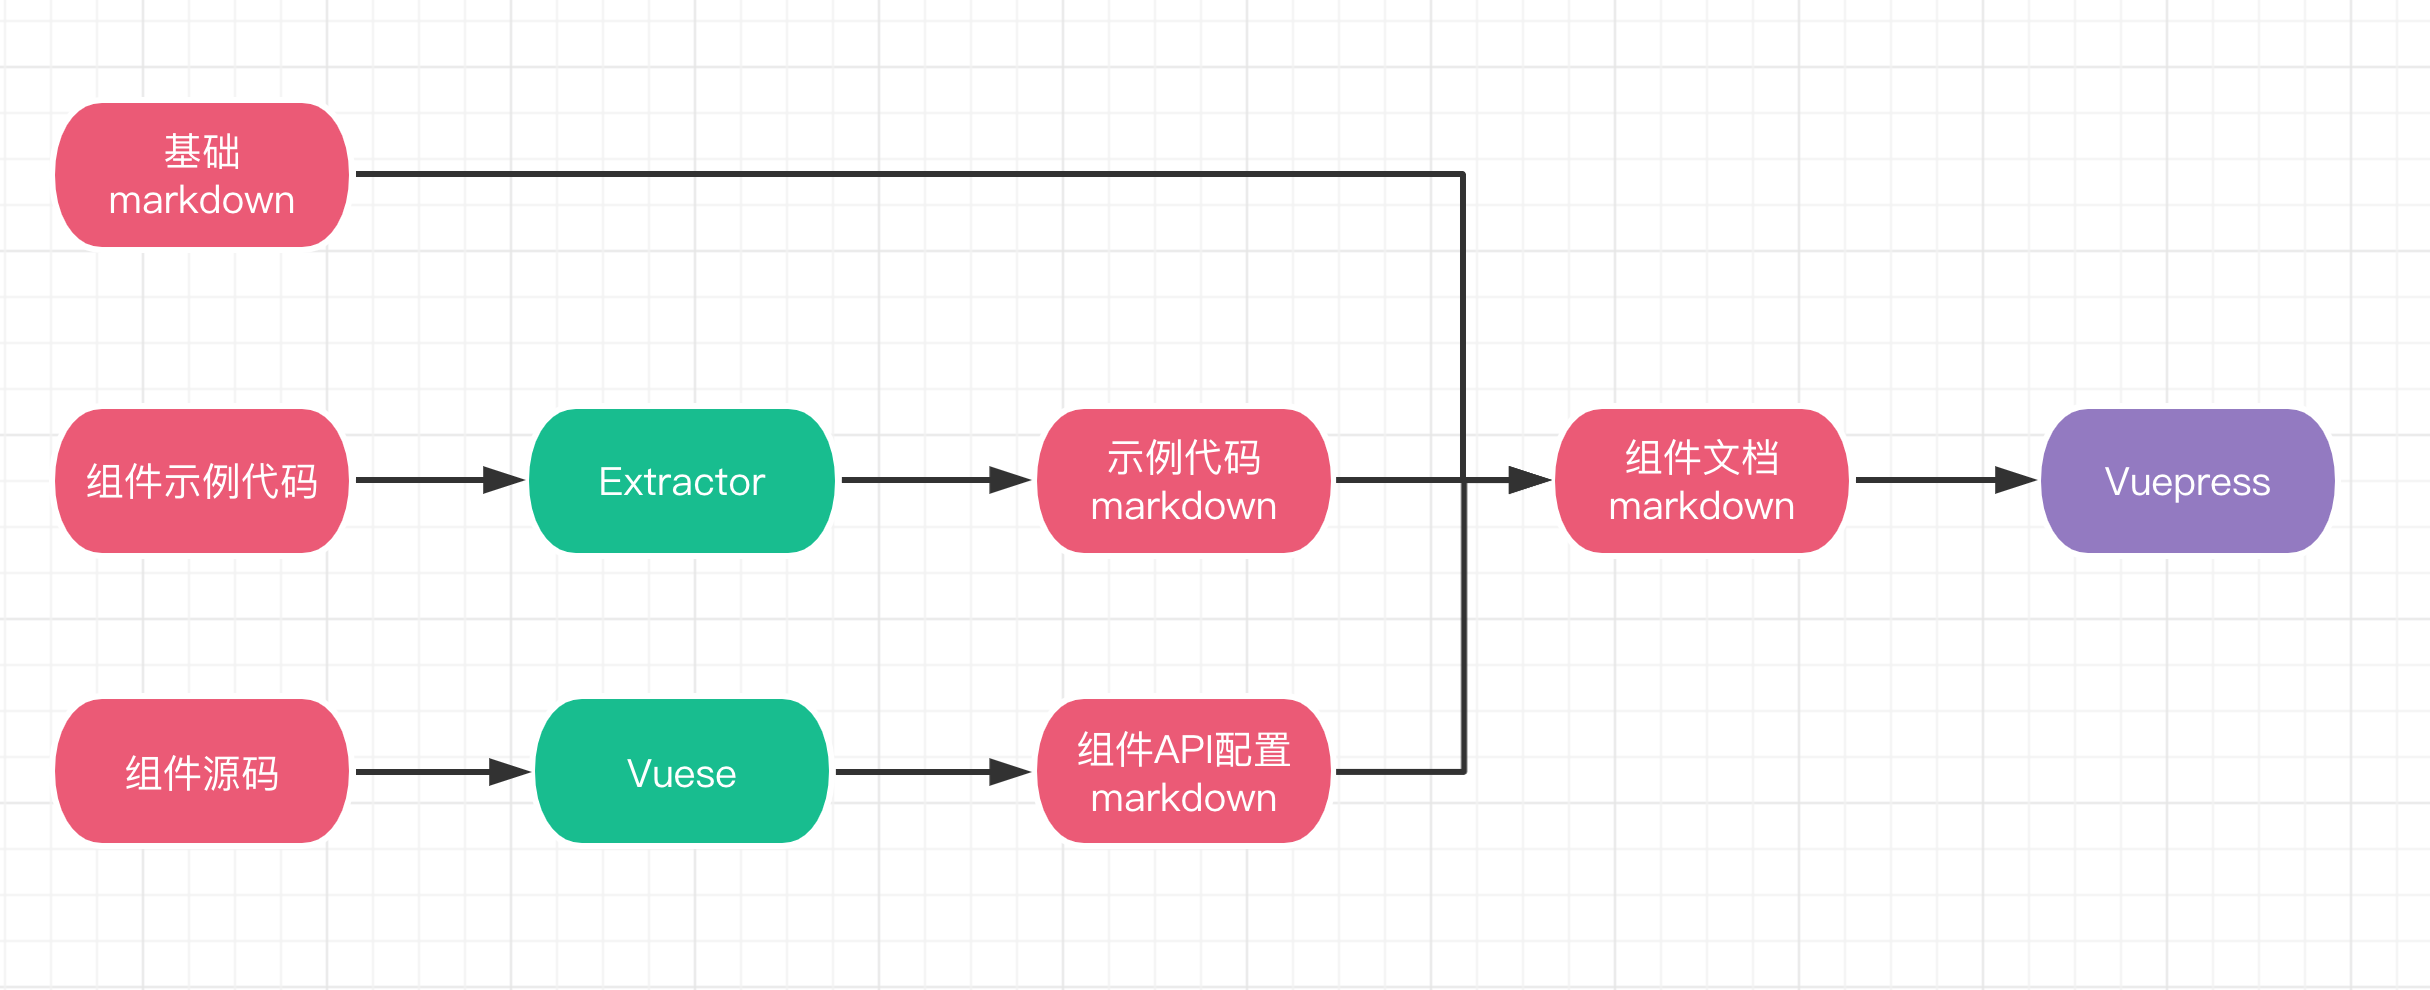 基础
markdown
组件示例代码
Extractor
示例代码
markdown
组件文档
markdown
Vuepress
组件源码
Vuese
组件API配置
markdown